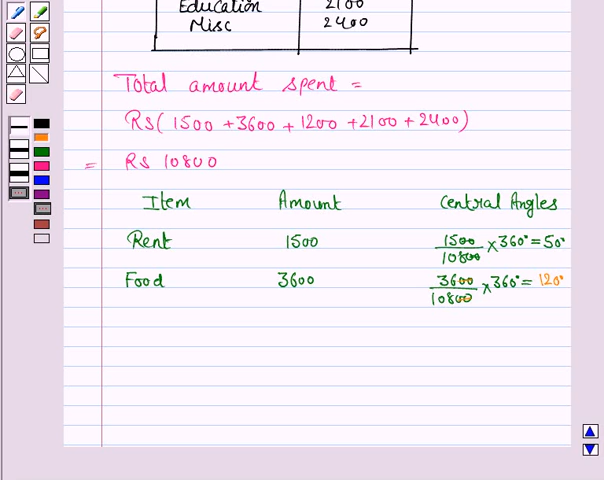 Education 2100
Misc 2400
Total amount spent =
Rs( 1500 +3600 + 1200 +2100 + 2400)
= Rs 10800
Item Amount Central Angles
Rent 1500 1500/10800 × 360° = 50°
Food 3600 3600/10800 × 360° = 120°